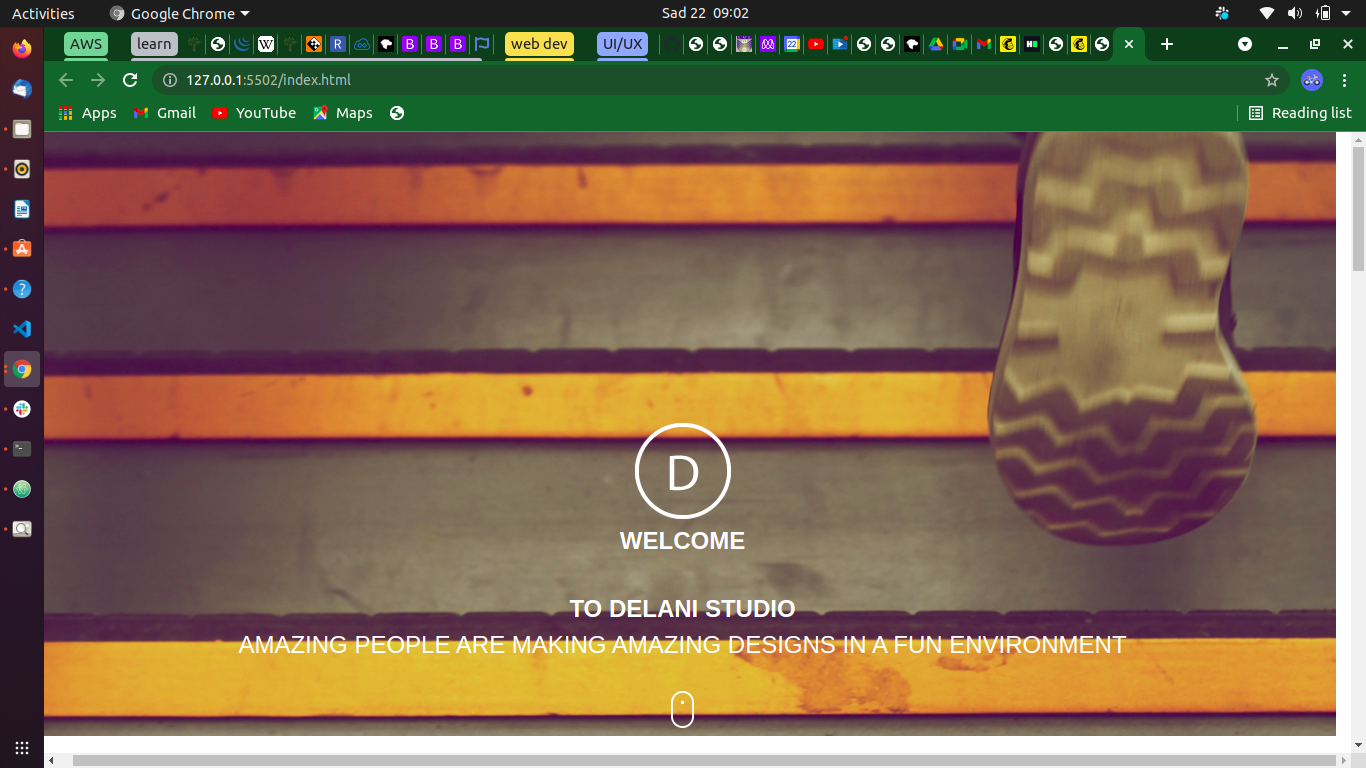 Activities
Google Chrome
Sad 22 09:02
AWS
learn
web dev
UI/UX
127.0.0.1:5502/index.html
Apps
Gmail
YouTube
Maps
Reading list
D
WELCOME
TO DELANI STUDIO
AMAZING PEOPLE ARE MAKING AMAZING DESIGNS IN A FUN ENVIRONMENT